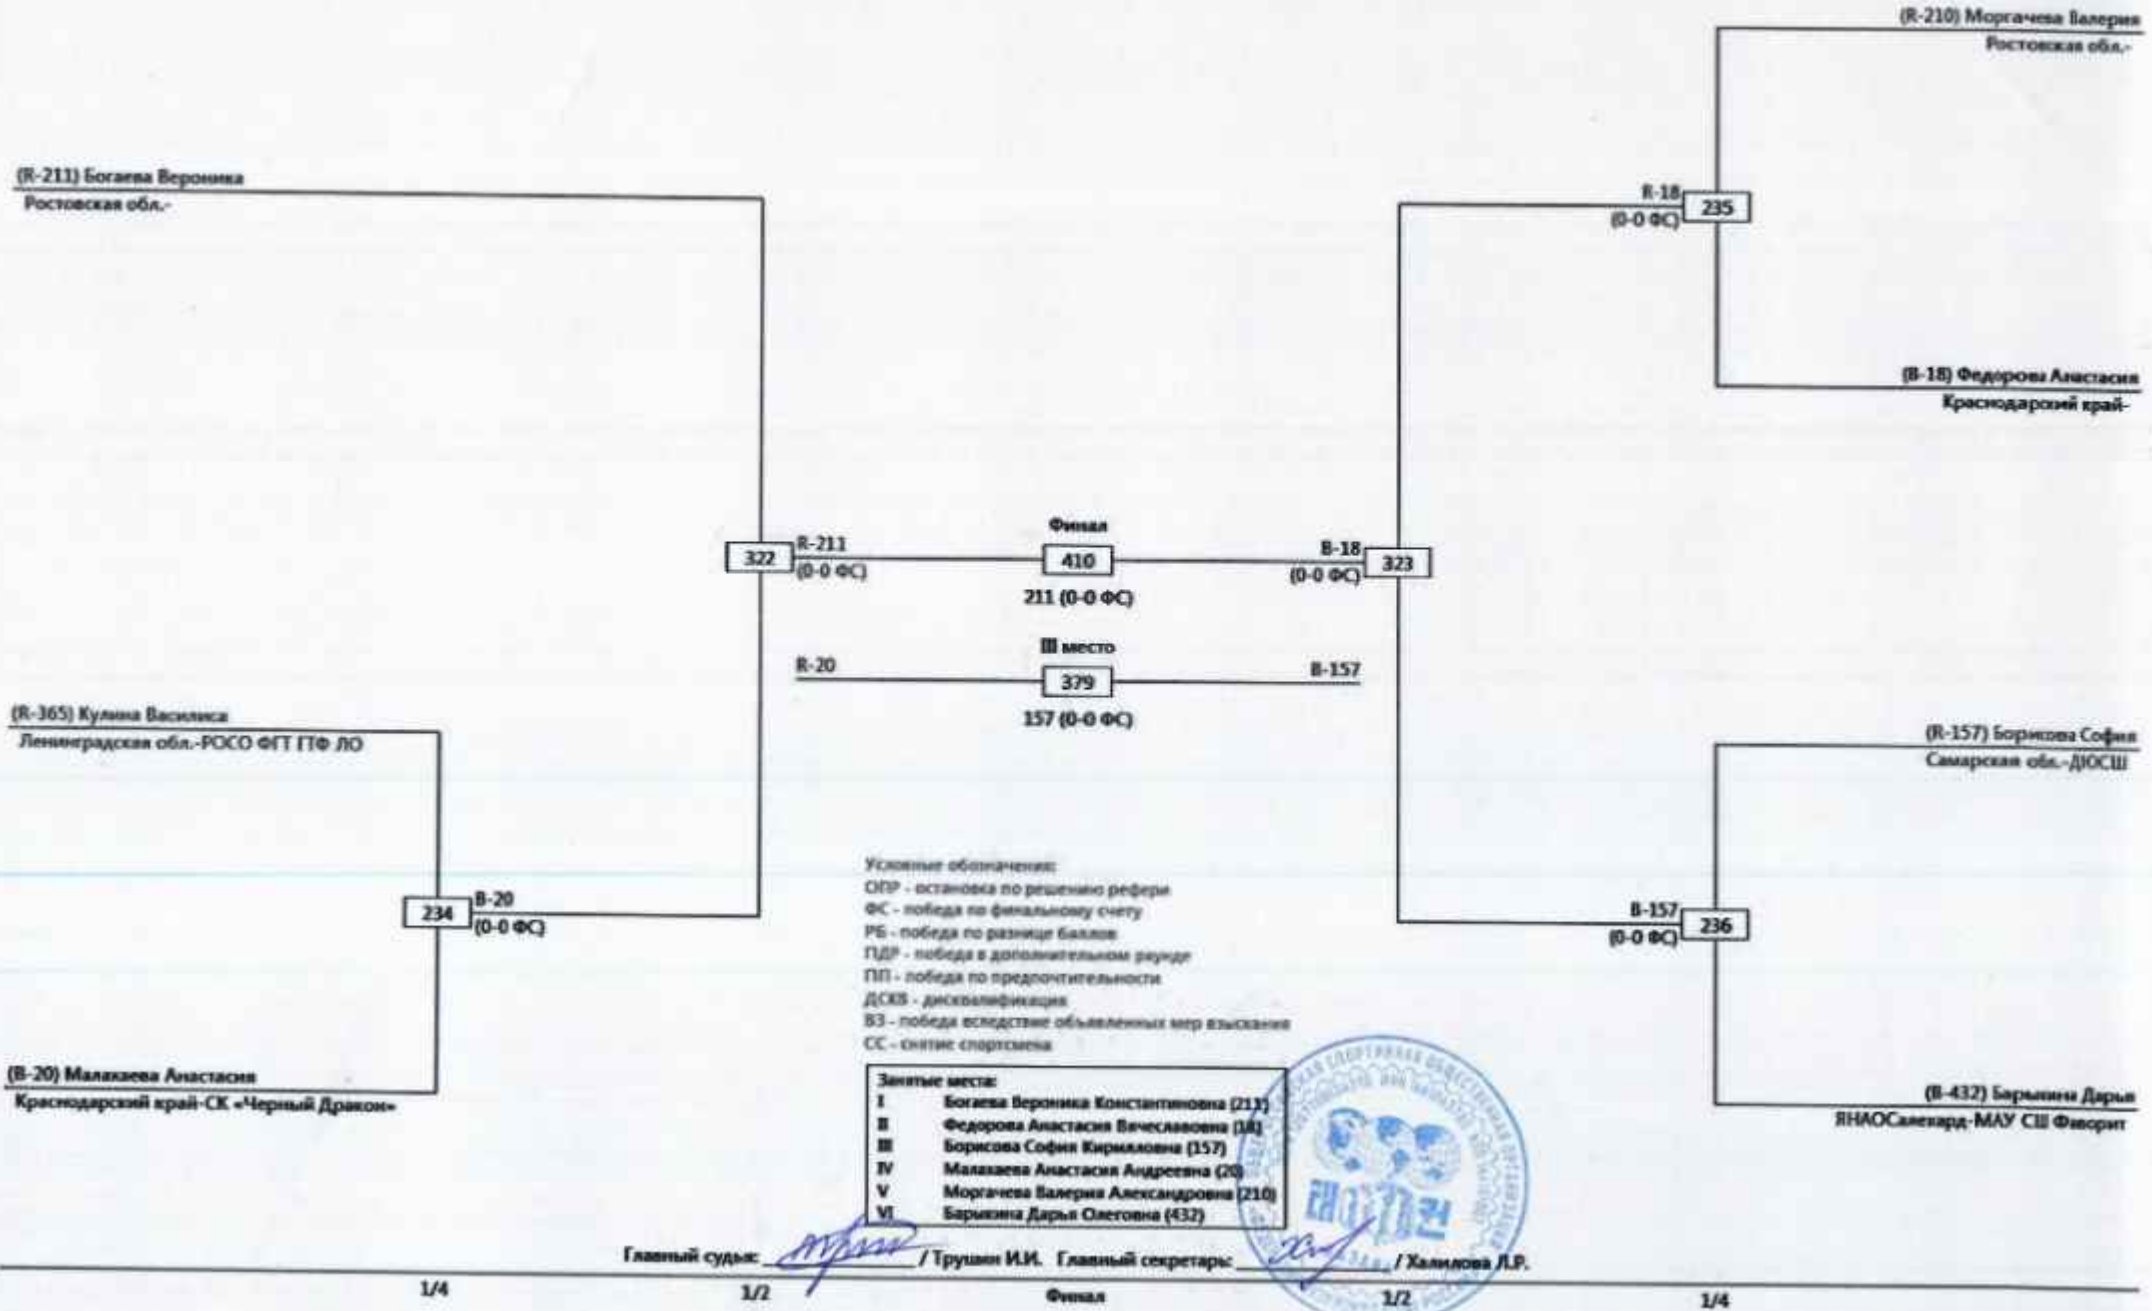 (R-210) Моргачева Валерия
Ростовская обл.-
(R-211) Богаева Вероника
Ростовская обл.-
R-18
(0-0 ФС)
235
(B-18) Федорова Анастасия
Краснодарский край-
Финал
322
R-211
(0-0 ФС)
410
B-18
(0-0 ФС)
323
211 (0-0 ФС)
III место
R-20
379
B-157
157 (0-0 ФС)
(R-365) Кулина Василиса
Ленинградская обл.-РОСО ФГТ ГТФ ЛО
(R-157) Борисова София
Самарская обл.-ДЮСШ
234
B-20
(0-0 ФС)
B-157
(0-0 ФС)
236
Условные обозначения:
ОПР - остановка по решению рефери
ФС - победа по финальному счету
РБ - победа по разнице баллов
ПДР - победа в дополнительном раунде
ПП - победа по предпочтительности
ДСКВ - дисквалификация
ВЗ - победа вследствие объявленных мер взыскания
СС - снятие спортсмена
(B-20) Малахаева Анастасия
Краснодарский край-СК «Черный Дракон»
(B-432) Барыкина Дарья
ЯНАОСалехард-МАУ СШ Фаворит
Занятые места:
I Богаева Вероника Константиновна (211)
II Федорова Анастасия Вячеславовна (18)
III Борисова София Кирилловна (157)
IV Малахаева Анастасия Андреевна (20)
V Моргачева Валерия Александровна (210)
VI Барыкина Дарья Олеговна (432)
태권도
Главный судья: / Трушин И.И. Главный секретарь: / Халилова Л.Р.
1/4 1/2 Финал 1/2 1/4